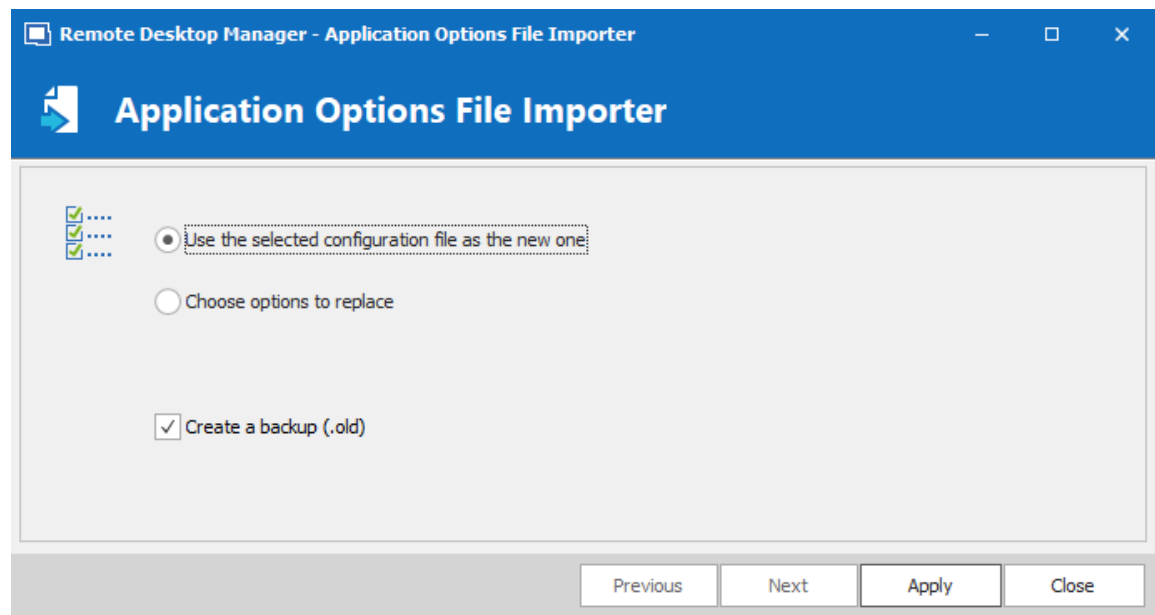 Remote Desktop Manager - Application Options File Importer
Application Options File Importer
Use the selected configuration file as the new one
Choose options to replace
Create a backup (.old)
Previous Next Apply Close